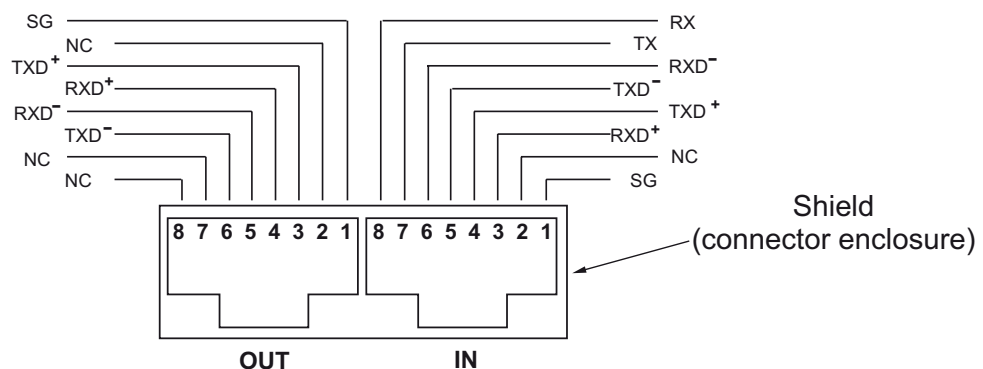 SG
NC
TXD+
RXD+
RXD-
TXD-
NC
NC
RX
TX
RXD-
TXD-
TXD +
RXD+
NC
SG
8 7 6 5 4 3 2 1
8 7 6 5 4 3 2 1
Shield
(connector enclosure)
OUT
IN